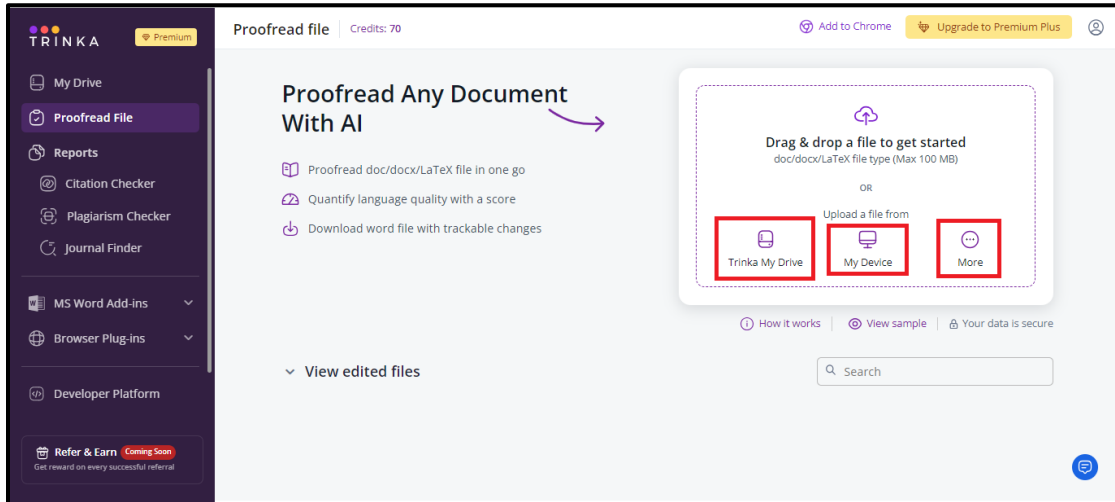 TRINKA
Premium
My Drive
Proofread File
Reports
Citation Checker
Plagiarism Checker
Journal Finder
MS Word Add-ins
Browser Plug-ins
Developer Platform
Refer & Earn Coming Soon
Get reward on every successful referral
Proofread file Credits: 70
Add to Chrome
Upgrade to Premium Plus
Proofread Any Document
With AI
Proofread doc/docx/LaTeX file in one go
Quantify language quality with a score
Download word file with trackable changes
Drag & drop a file to get started
doc/docx/LaTeX file type (Max 100 MB)
OR
Upload a file from
Trinka My Drive
My Device
More
How it works
View sample
Your data is secure
View edited files
Search